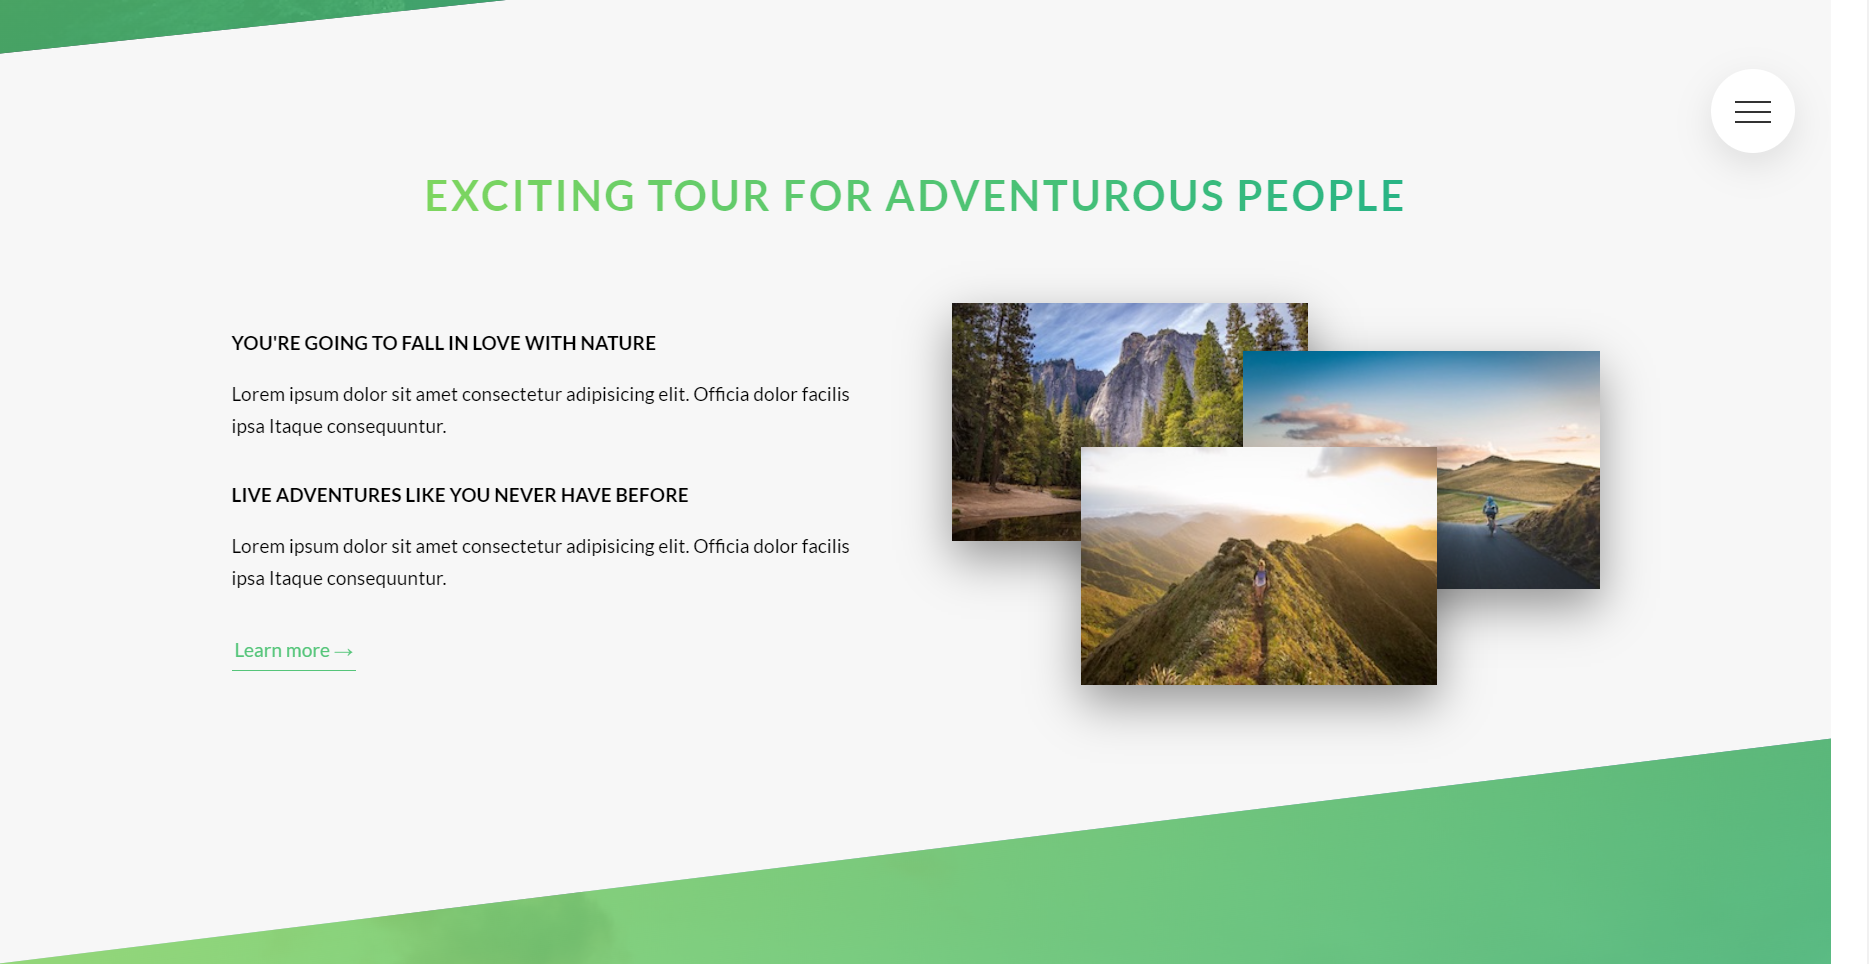 EXCITING TOUR FOR ADVENTUROUS PEOPLE
YOU'RE GOING TO FALL IN LOVE WITH NATURE
Lorem ipsum dolor sit amet consectetur adipisicing elit. Officia dolor facilis
ipsa Itaque consequuntur.
LIVE ADVENTURES LIKE YOU NEVER HAVE BEFORE
Lorem ipsum dolor sit amet consectetur adipisicing elit. Officia dolor facilis
ipsa Itaque consequuntur.
Learn more →